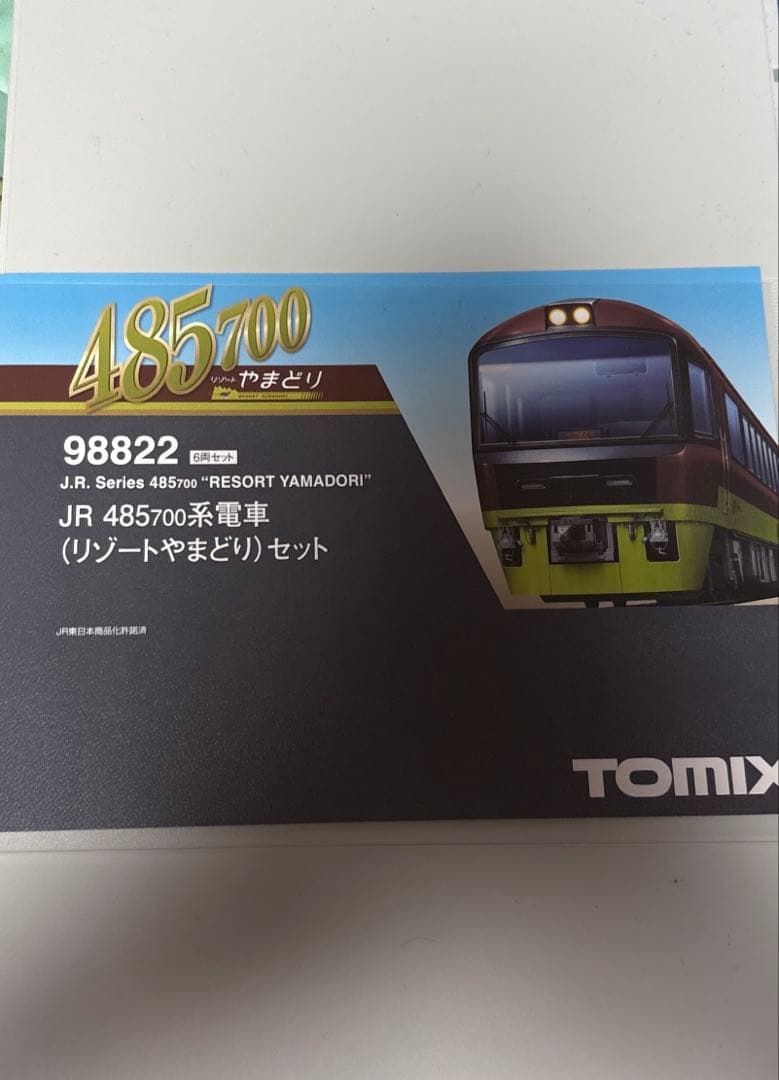 485700
リゾート やまどり
RESORT YAMADORI
98822 6両セット
J.R. Series 485700 “RESORT YAMADORI”
JR 485700系電車
(リゾートやまどり)セット
JR東日本商品化許諾済
TOMIX